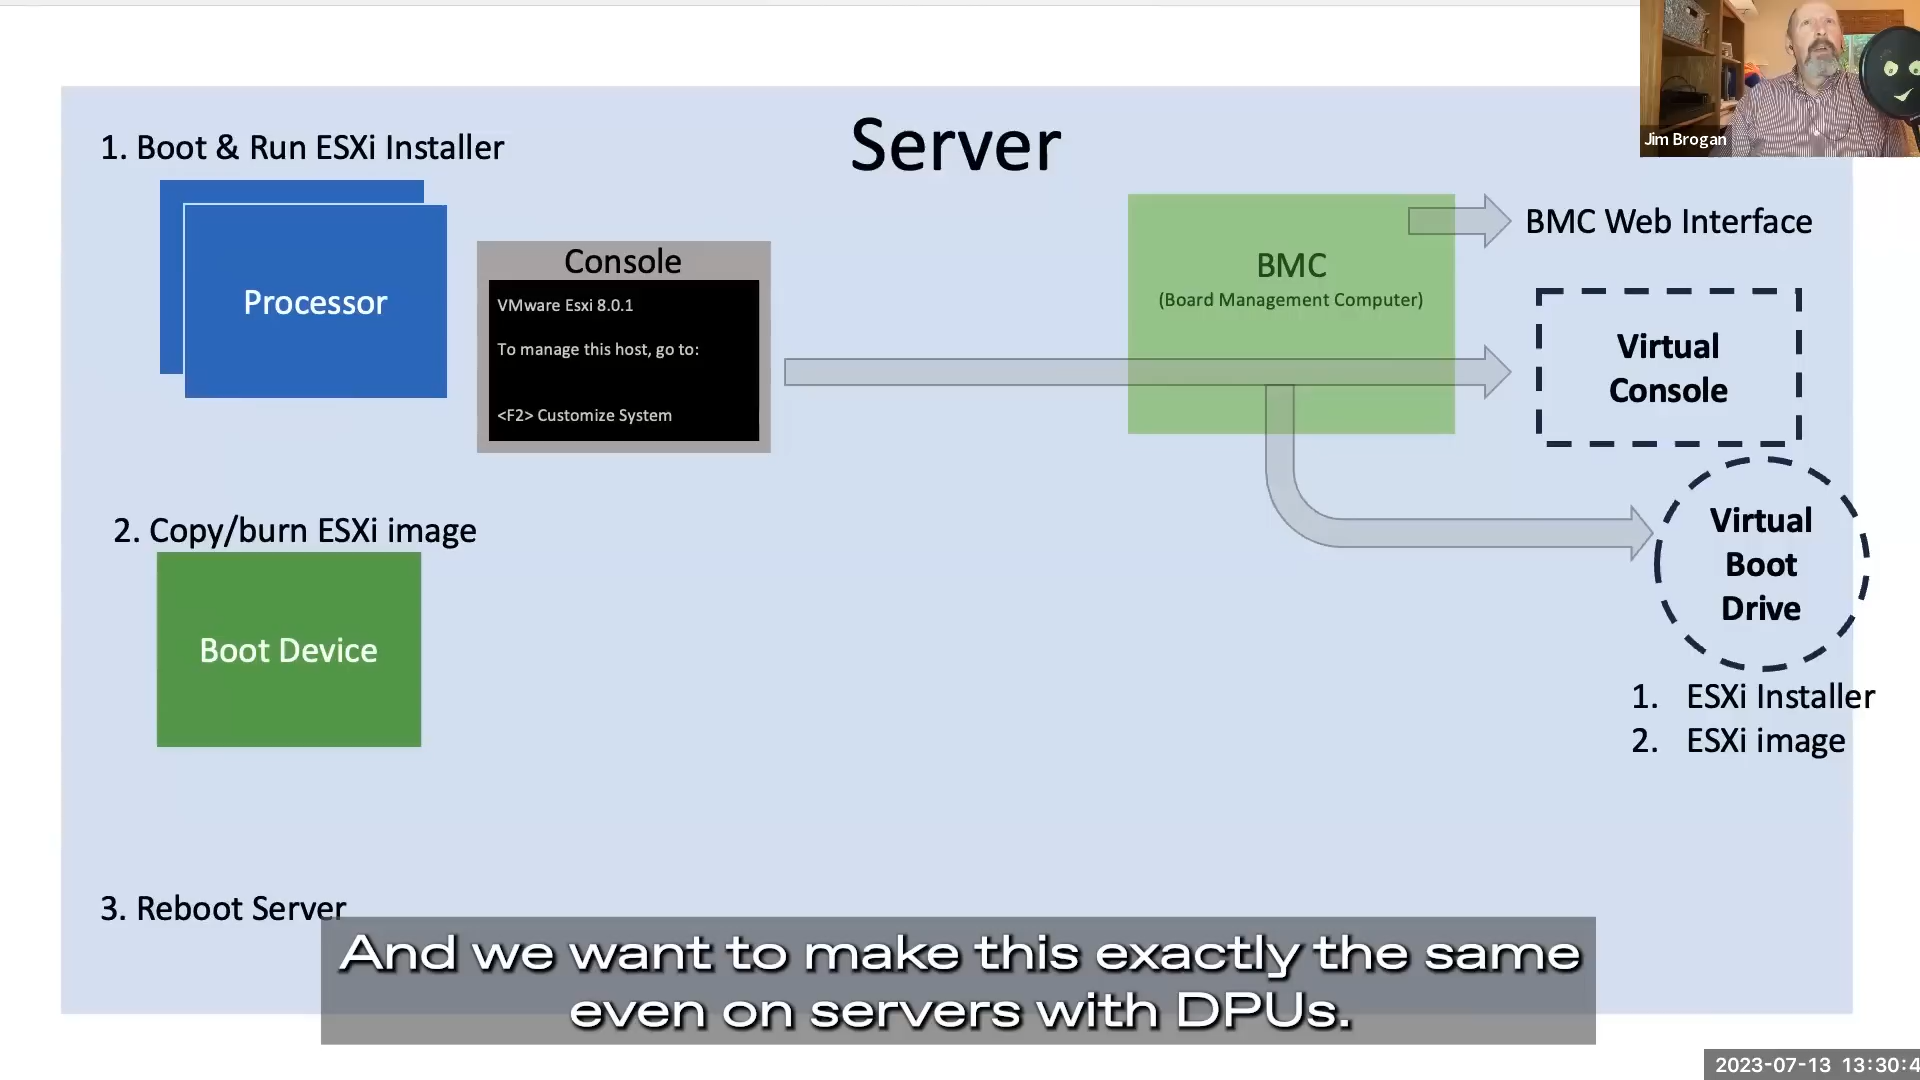 Jim Brogan
Server
1. Boot & Run ESXi Installer
Processor
Console
VMware Esxi 8.0.1
To manage this host, go to:
<F2> Customize System
BMC
(Board Management Computer)
BMC Web Interface
Virtual
Console
2. Copy/burn ESXi image
Boot Device
Virtual
Boot
Drive
1. ESXi Installer
2. ESXi image
3. Reboot Server
And we want to make this exactly the same
even on servers with DPUs.
2023-07-13 13:30:4